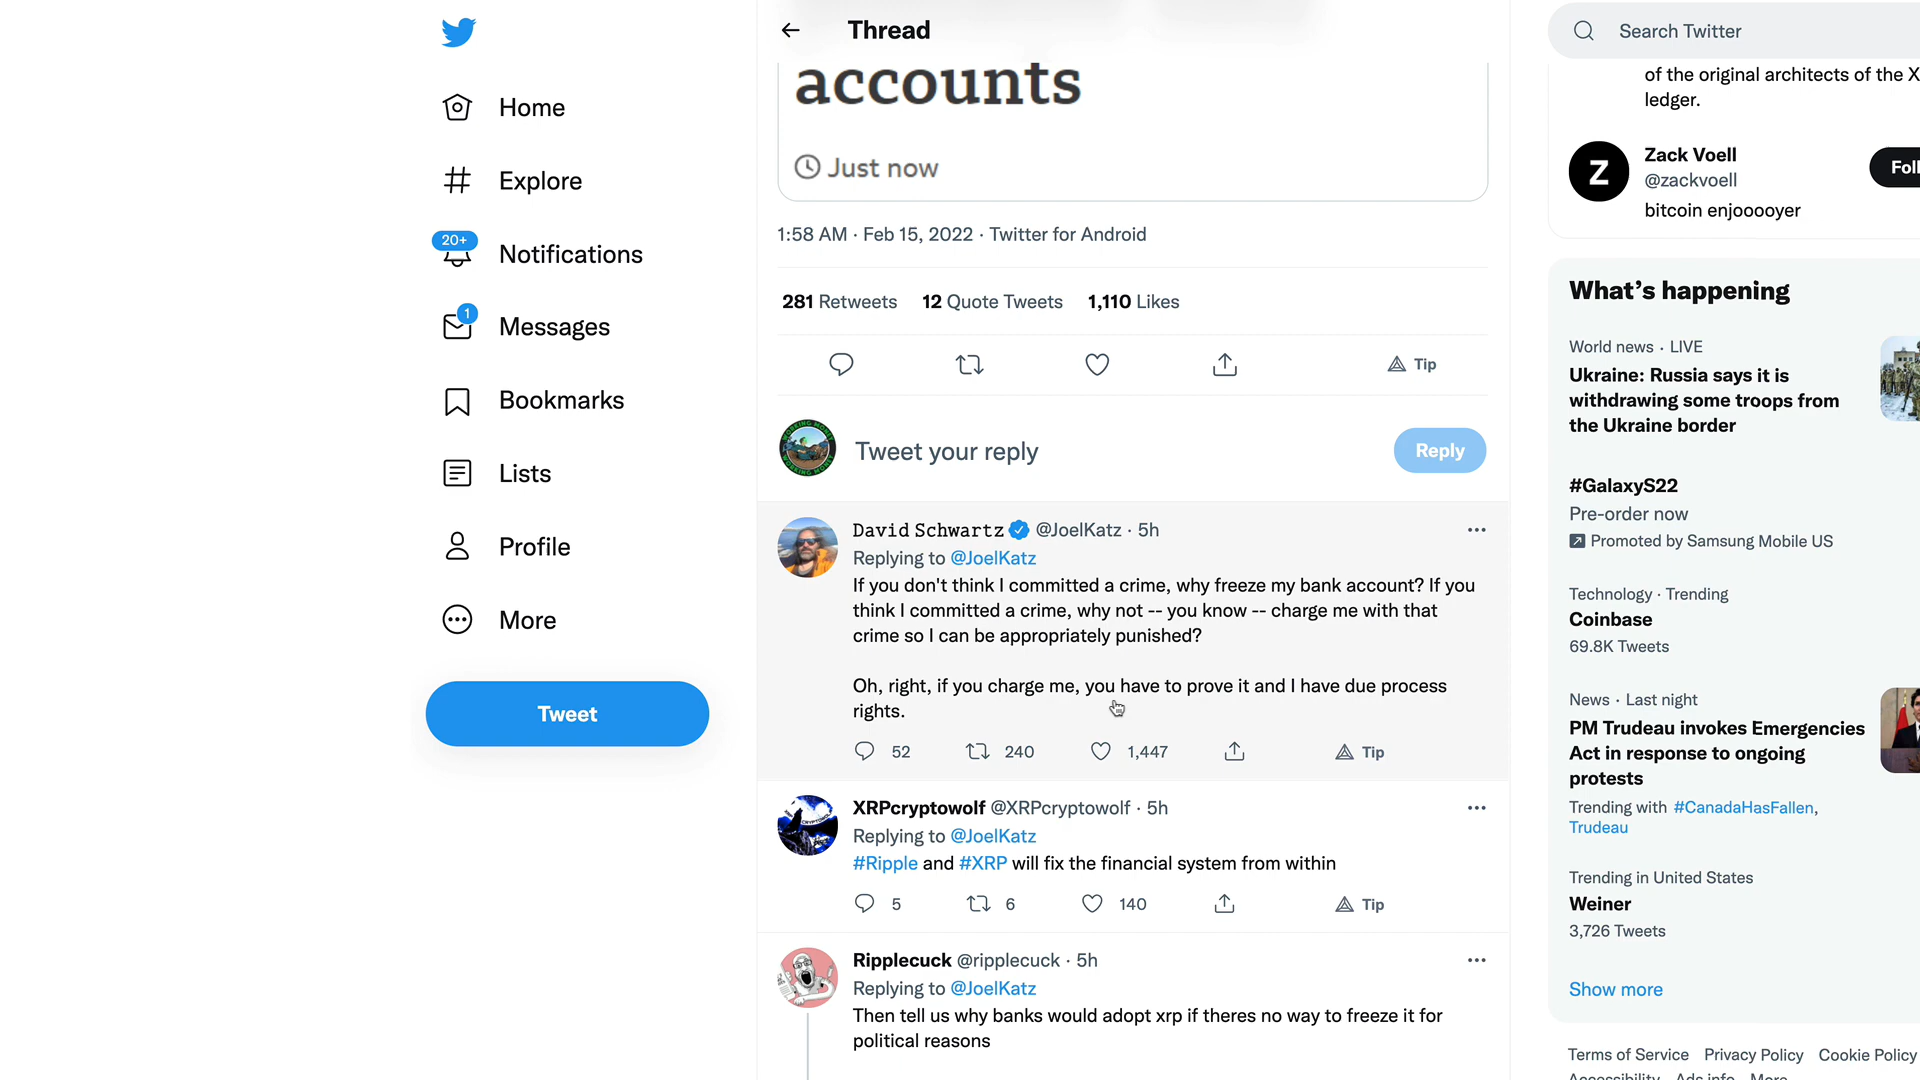 Thread
Search Twitter
Home
Explore
20+
Notifications
1
Messages
Bookmarks
Lists
Profile
More
Tweet
accounts
Just now
1:58 AM · Feb 15, 2022 · Twitter for Android
281 Retweets 12 Quote Tweets 1,110 Likes
Tip
Tweet your reply
Reply
David Schwartz @JoelKatz · 5h
Replying to @JoelKatz
If you don't think I committed a crime, why freeze my bank account? If you
think I committed a crime, why not -- you know -- charge me with that
crime so I can be appropriately punished?
Oh, right, if you charge me, you have to prove it and I have due process
rights.
52 240 1,447 Tip
XRPcryptowolf @XRPcryptowolf · 5h
Replying to @JoelKatz
#Ripple and #XRP will fix the financial system from within
5 6 140 Tip
Ripplecuck @ripplecuck · 5h
Replying to @JoelKatz
Then tell us why banks would adopt xrp if theres no way to freeze it for
political reasons
of the original architects of the X
ledger.
Z
Zack Voell
@zackvoell
bitcoin enjooooyer
Foll
What's happening
World news · LIVE
Ukraine: Russia says it is
withdrawing some troops from
the Ukraine border
#GalaxyS22
Pre-order now
Promoted by Samsung Mobile US
Technology · Trending
Coinbase
69.8K Tweets
News · Last night
PM Trudeau invokes Emergencies
Act in response to ongoing
protests
Trending with #CanadaHasFallen,
Trudeau
Trending in United States
Weiner
3,726 Tweets
Show more
Terms of Service Privacy Policy Cookie Policy
Accessibility Ads info More